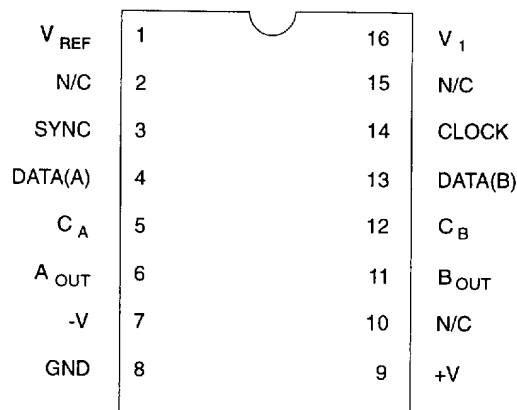 V REF 1 16 V 1
N/C 2 15 N/C
SYNC 3 14 CLOCK
DATA(A) 4 13 DATA(B)
C A 5 12 C B
A OUT 6 11 B OUT
-V 7 10 N/C
GND 8 9 +V